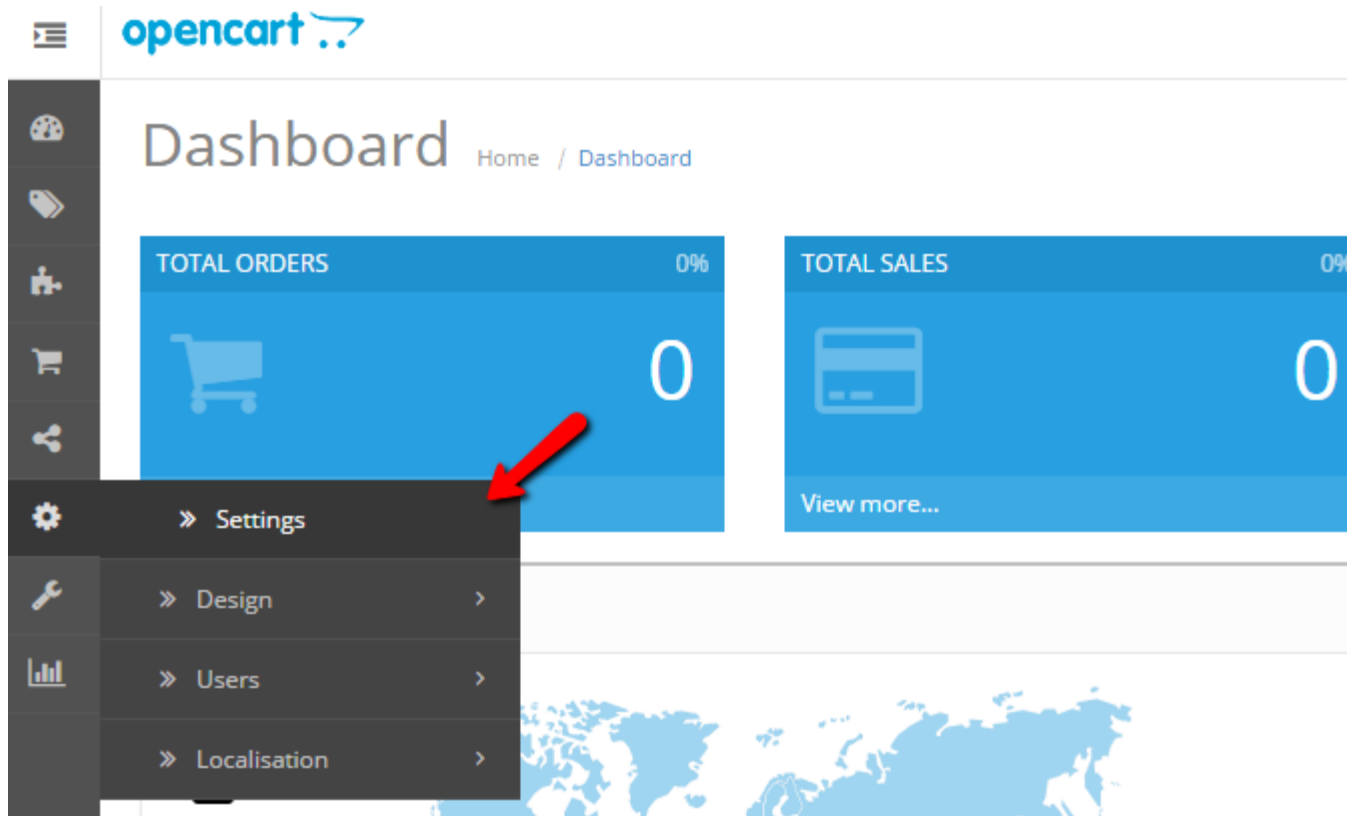 opencart
Dashboard Home / Dashboard
TOTAL ORDERS 0%
0
TOTAL SALES 0%
0
View more...
Settings
Design
Users
Localisation